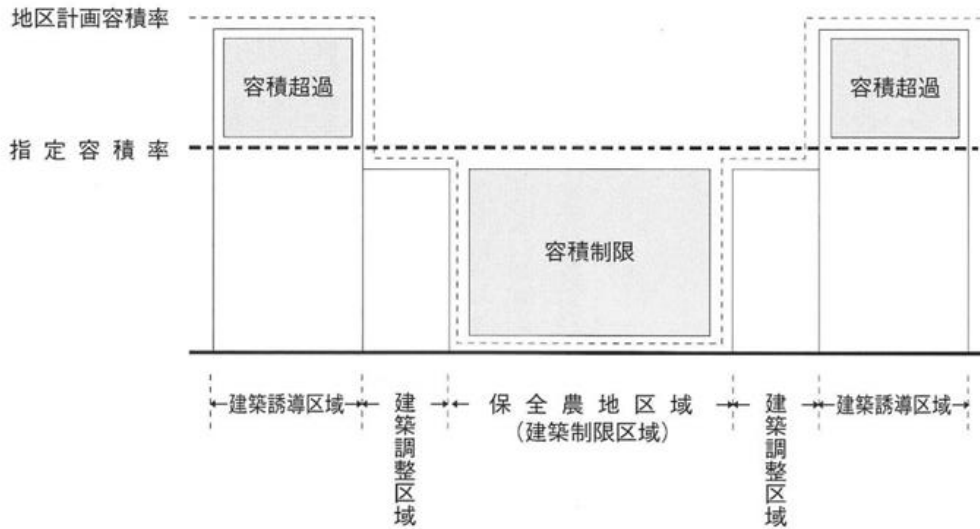 地区計画容積率
容積超過
容積超過
指定容積率
容積制限
建築誘導区域
建築調整区域
保全農地区域
(建築制限区域)
建築調整区域
建築誘導区域